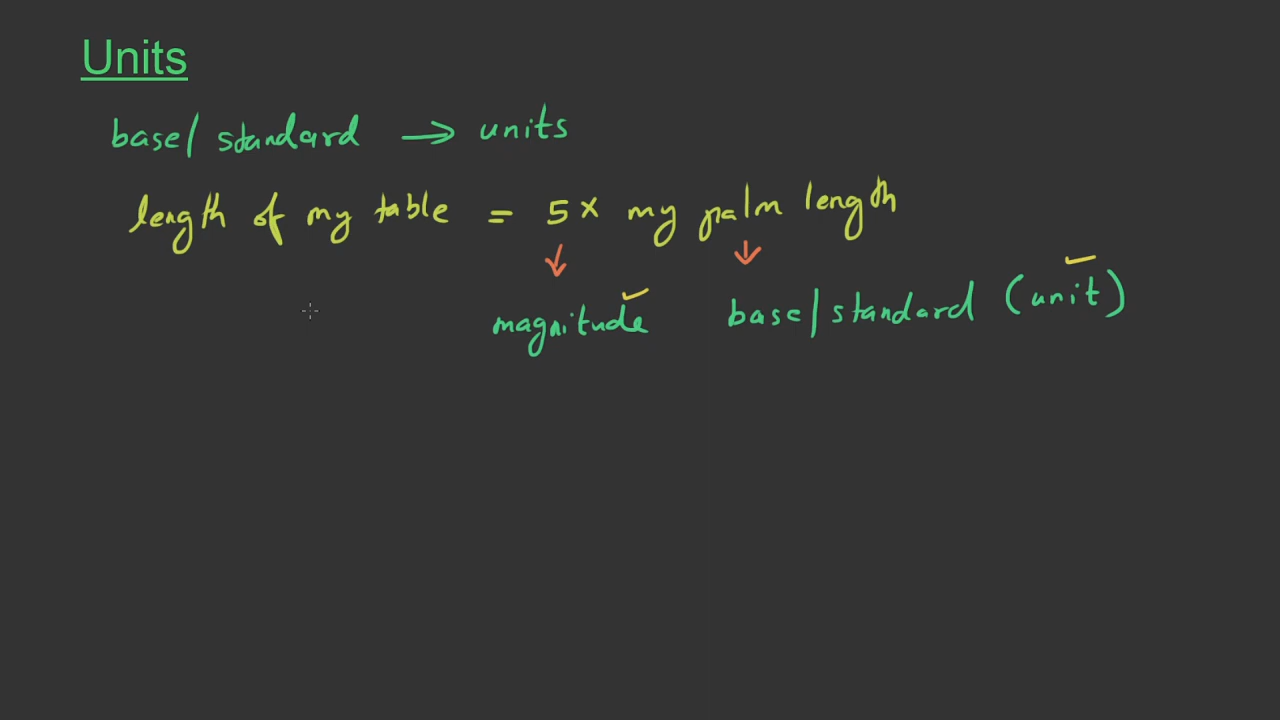 Units
base/standard → units
length of my table = 5 × my palm length
magnitude base/standard (unit)